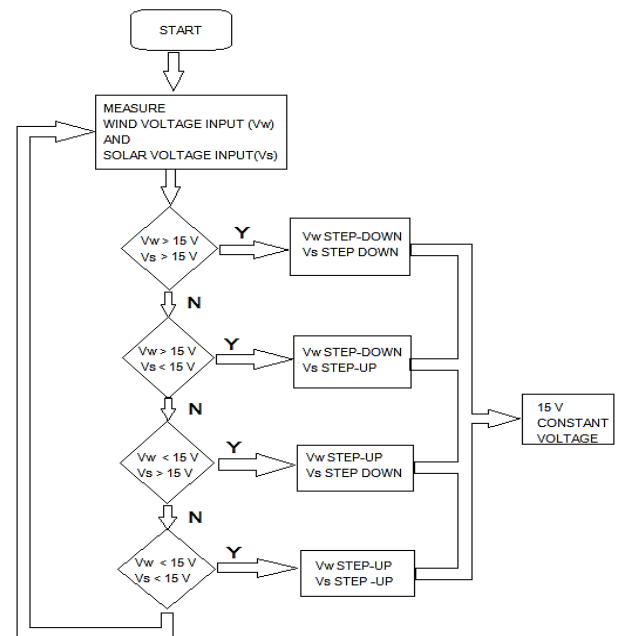 START
MEASURE
WIND VOLTAGE INPUT (Vw)
AND
SOLAR VOLTAGE INPUT(Vs)
Vw > 15 V
Vs > 15 V
Y
Vw STEP-DOWN
Vs STEP DOWN
N
Vw > 15 V
Vs < 15 V
Y
Vw STEP-DOWN
Vs STEP-UP
N
Vw < 15 V
Vs > 15 V
Y
Vw STEP-UP
Vs STEP DOWN
N
Vw < 15 V
Vs < 15 V
Y
Vw STEP-UP
Vs STEP -UP
15 V
CONSTANT
VOLTAGE